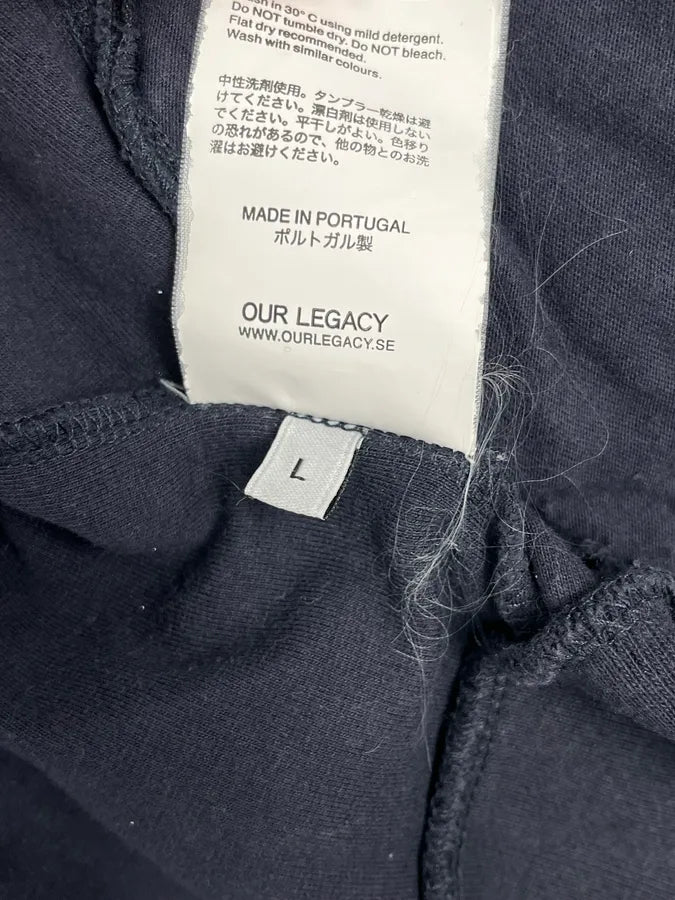 in 30° C using mild detergent.
Do NOT tumble dry. Do NOT bleach.
Flat dry recommended.
Wash with similar colours.
中性洗剤使用。タンブラー乾燥は避
けてください。漂白剤は使用しない
でください。平干しがよい。色移り
の恐れがあるので、他の物とのお洗
濯はお避けください。
MADE IN PORTUGAL
ポルトガル製
OUR LEGACY
WWW.OURLEGACY.SE
L